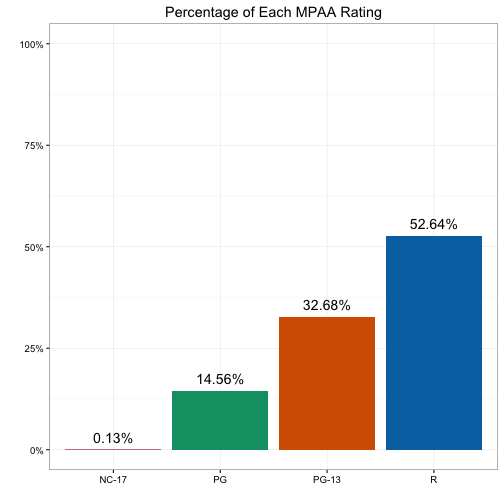 Percentage of Each MPAA Rating
100%
75%
50%
25%
0%
0.13%
14.56%
32.68%
52.64%
NC-17
PG
PG-13
R